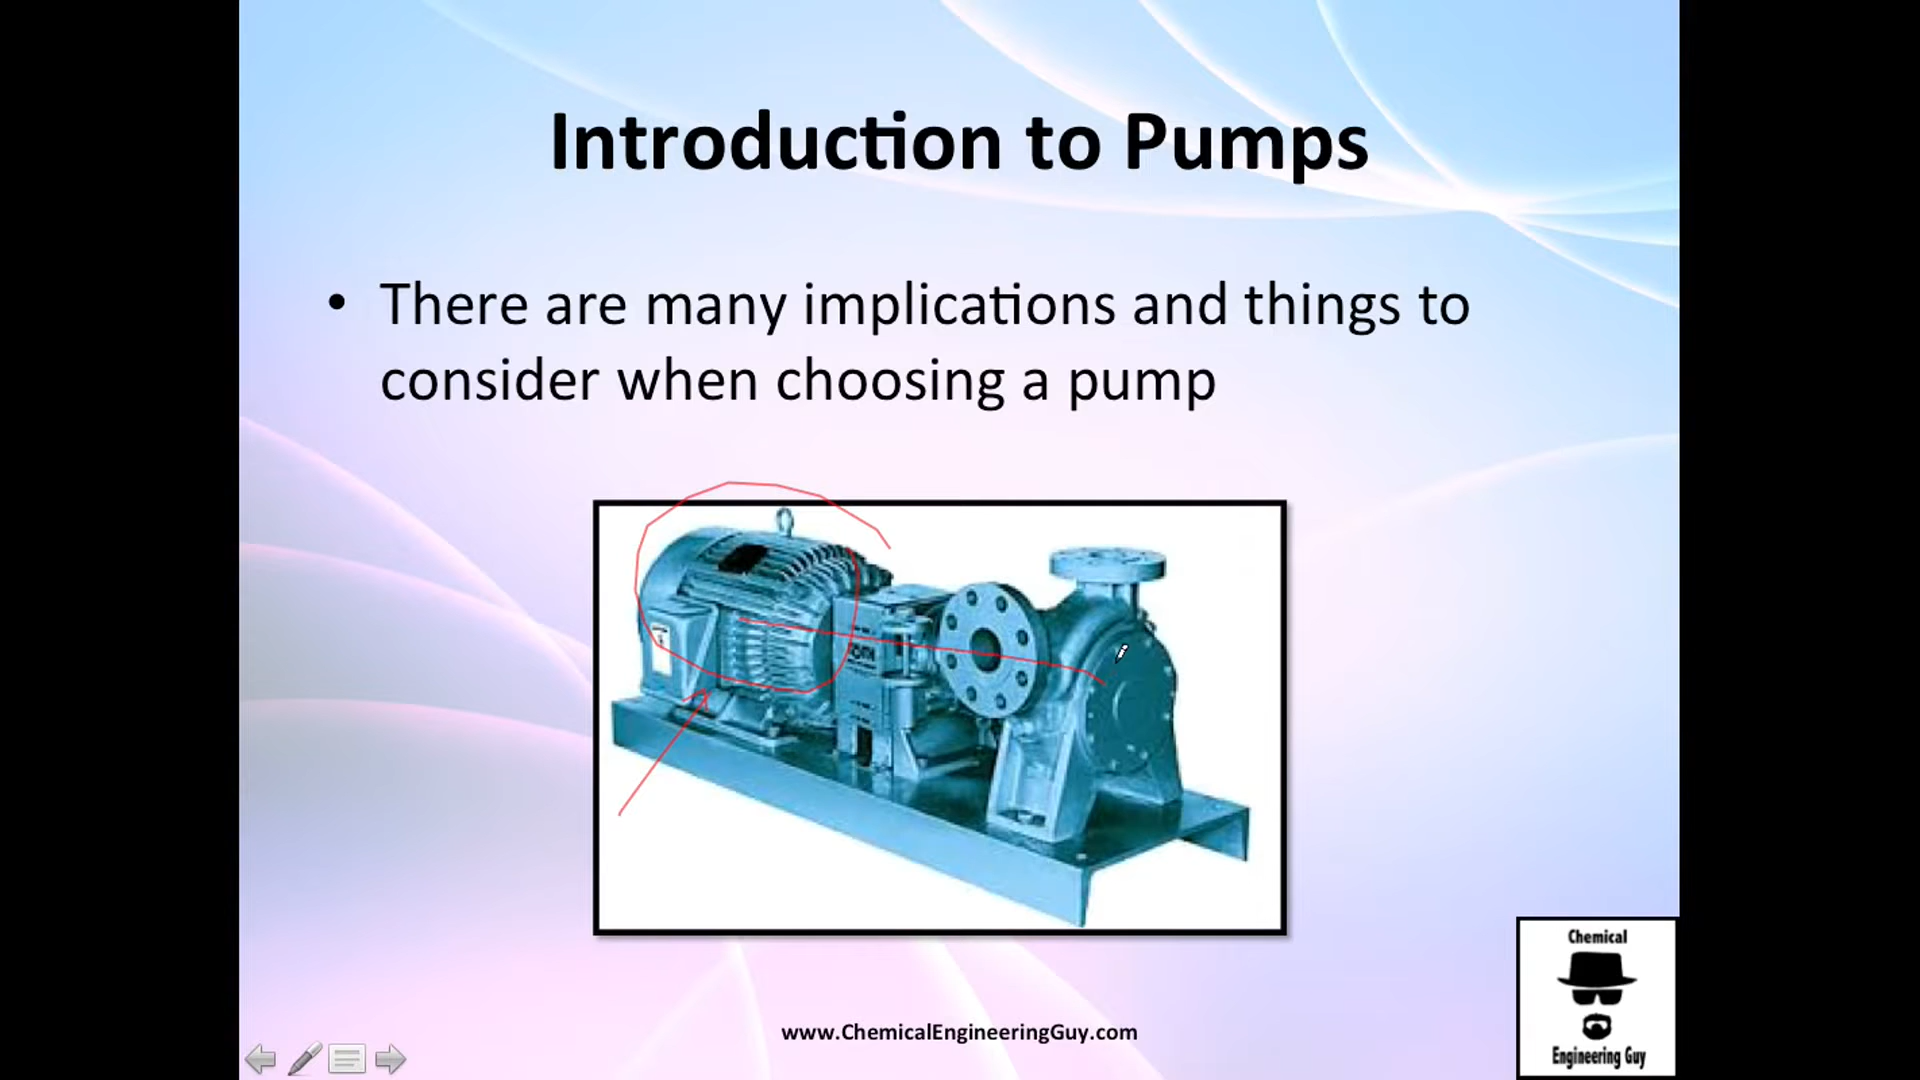 Introduction to Pumps
• There are many implications and things to
consider when choosing a pump
www.ChemicalEngineeringGuy.com
Chemical
Engineering Guy